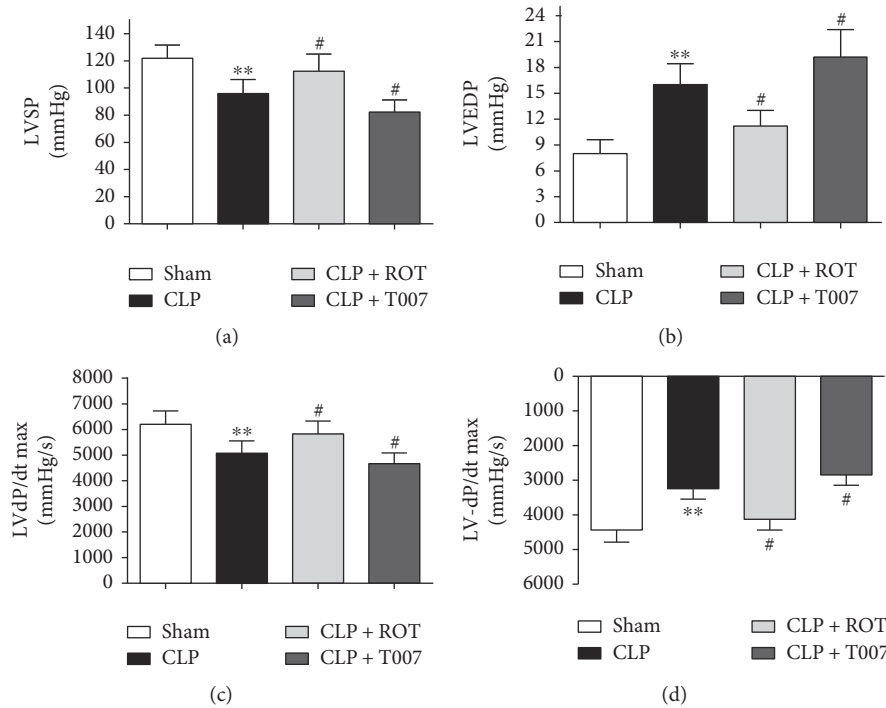 LVSP
(mmHg)
140
120
100
80
60
40
20
0
**
#
#
Sham
CLP + ROT
CLP
CLP + T007
(a)
LVEDP
(mmHg)
24
21
18
15
12
9
6
3
0
**
#
#
Sham
CLP + ROT
CLP
CLP + T007
(b)
LVdP/dt max
(mmHg/s)
8000
7000
6000
5000
4000
3000
2000
1000
0
**
#
#
Sham
CLP + ROT
CLP
CLP + T007
(c)
LV-dP/dt max
(mmHg/s)
0
1000
2000
3000
4000
5000
6000
**
#
#
Sham
CLP + ROT
CLP
CLP + T007
(d)